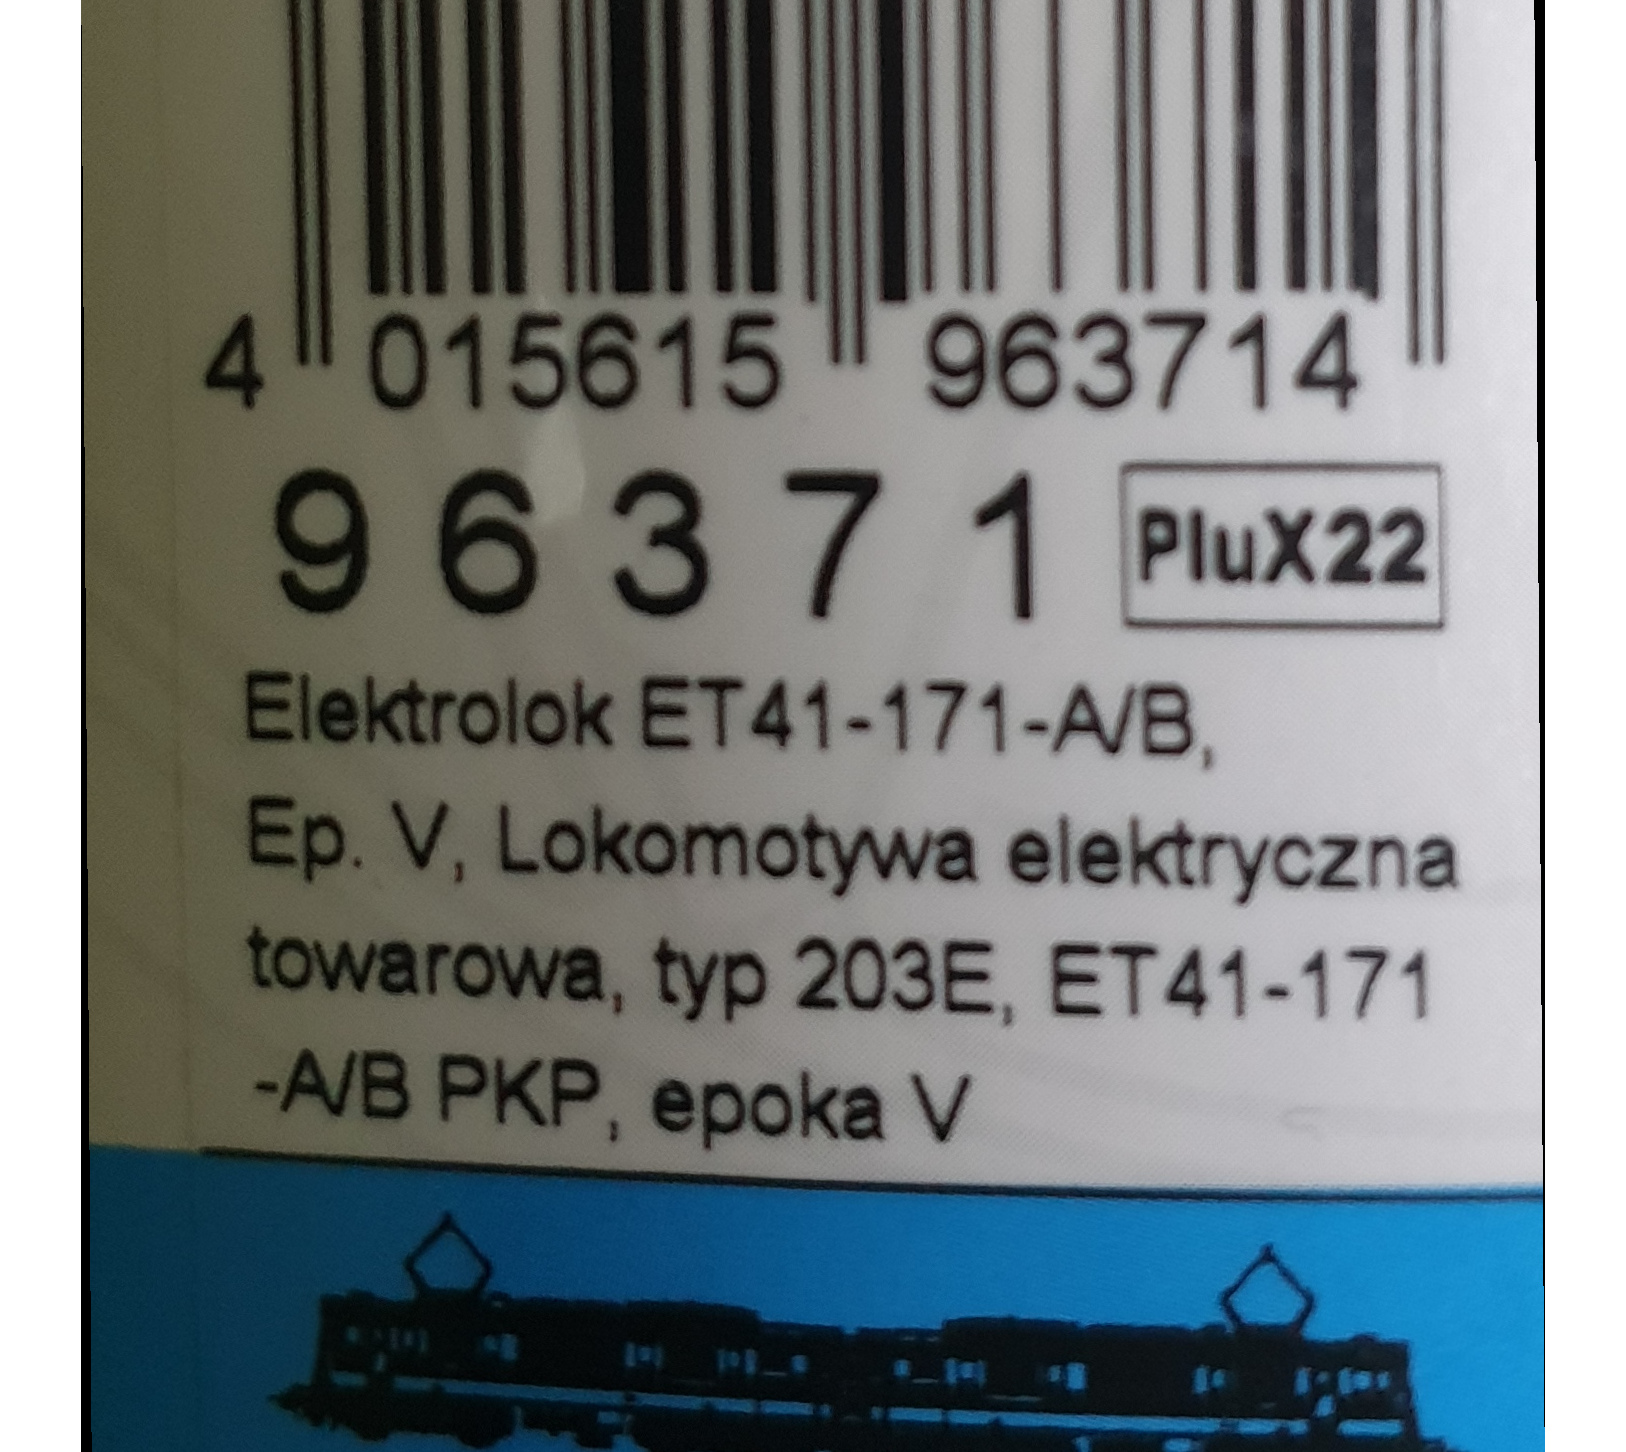 4 015615 963714
96371 PluX22
Elektrolok ET41-171-A/B,
Ep. V, Lokomotywa elektryczna
towarowa, typ 203E, ET41-171
-A/B PKP, epoka V